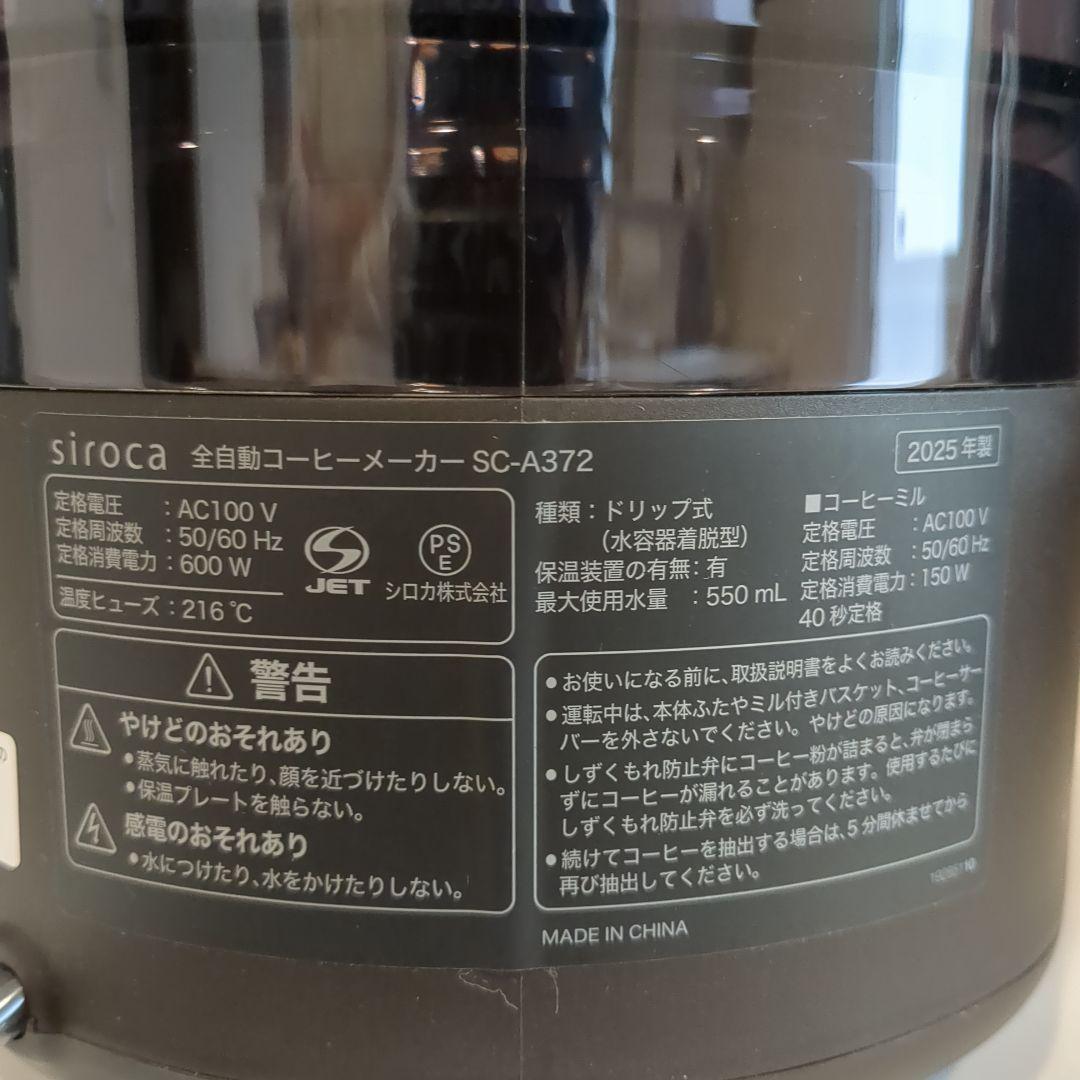 siroca 全自動コーヒーメーカー SC-A372
2025年製
定格電圧 : AC100 V
定格周波数 : 50/60 Hz
定格消費電力 : 600 W
温度ヒューズ : 216 ℃
JET
PS
E
シロカ株式会社
種類 : ドリップ式
(水容器着脱型)
保温装置の有無 : 有
最大使用水量 : 550 mL
■コーヒーミル
定格電圧 : AC100 V
定格周波数 : 50/60 Hz
定格消費電力 : 150 W
40 秒定格
警告
やけどのおそれあり
●蒸気に触れたり、顔を近づけたりしない。
●保温プレートを触らない。
感電のおそれあり
●水につけたり、水をかけたりしない。
●お使いになる前に、取扱説明書をよくお読みください。
●運転中は、本体ふたやミル付きバスケット、コーヒーサー
バーを外さないでください。やけどの原因になります。
●しずくもれ防止弁にコーヒー粉が詰まると、弁が閉まら
ずにコーヒーが漏れることがあります。使用するたびに
しずくもれ防止弁を必ず洗ってください。
●続けてコーヒーを抽出する場合は、5 分間休ませてから
再び抽出してください。
MADE IN CHINA
の